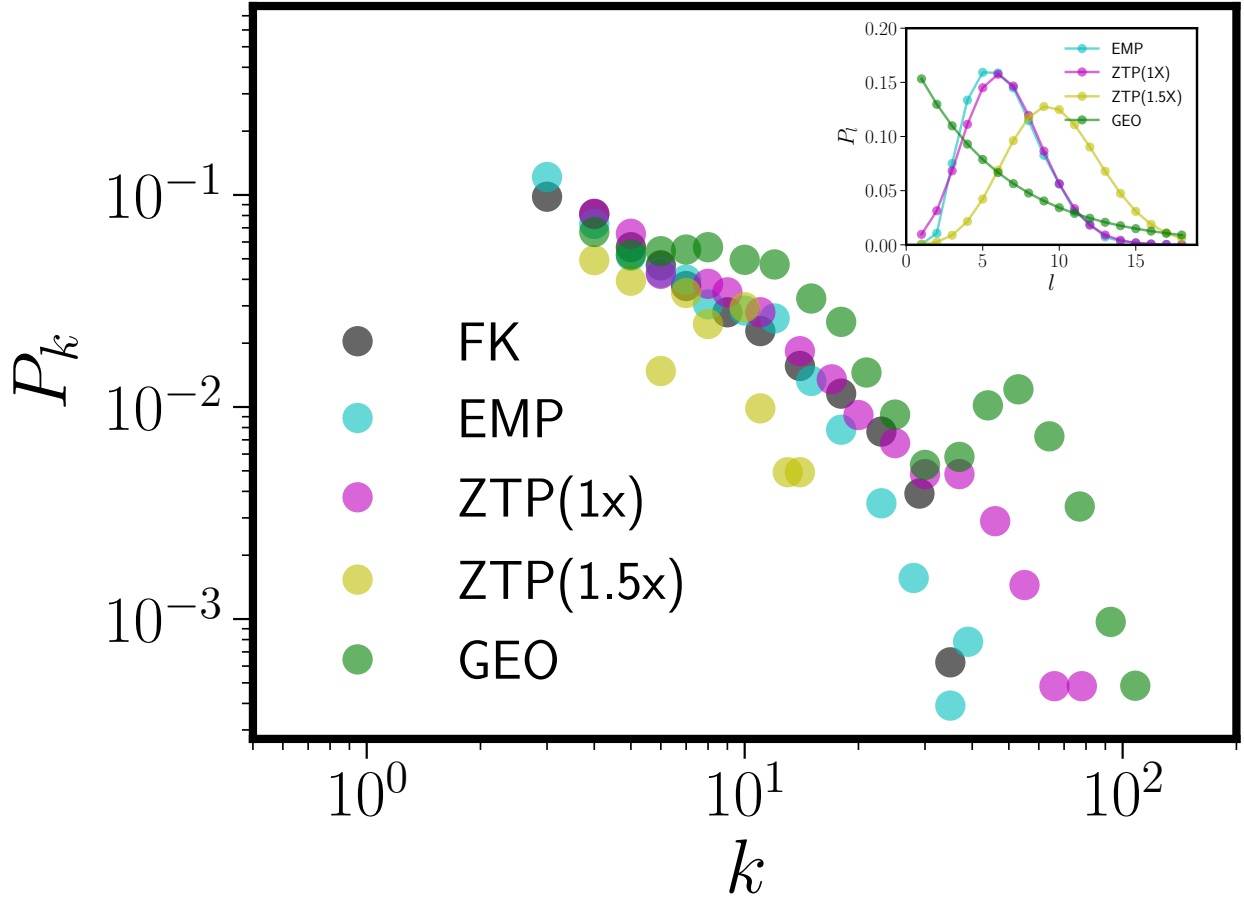 P_k
10^{-1}
10^{-2}
10^{-3}
10^0 10^1 10^2
k
FK
EMP
ZTP(1x)
ZTP(1.5x)
GEO
P_l
0.20
0.15
0.10
0.05
0.00
0 5 10 15
l
EMP
ZTP(1X)
ZTP(1.5X)
GEO